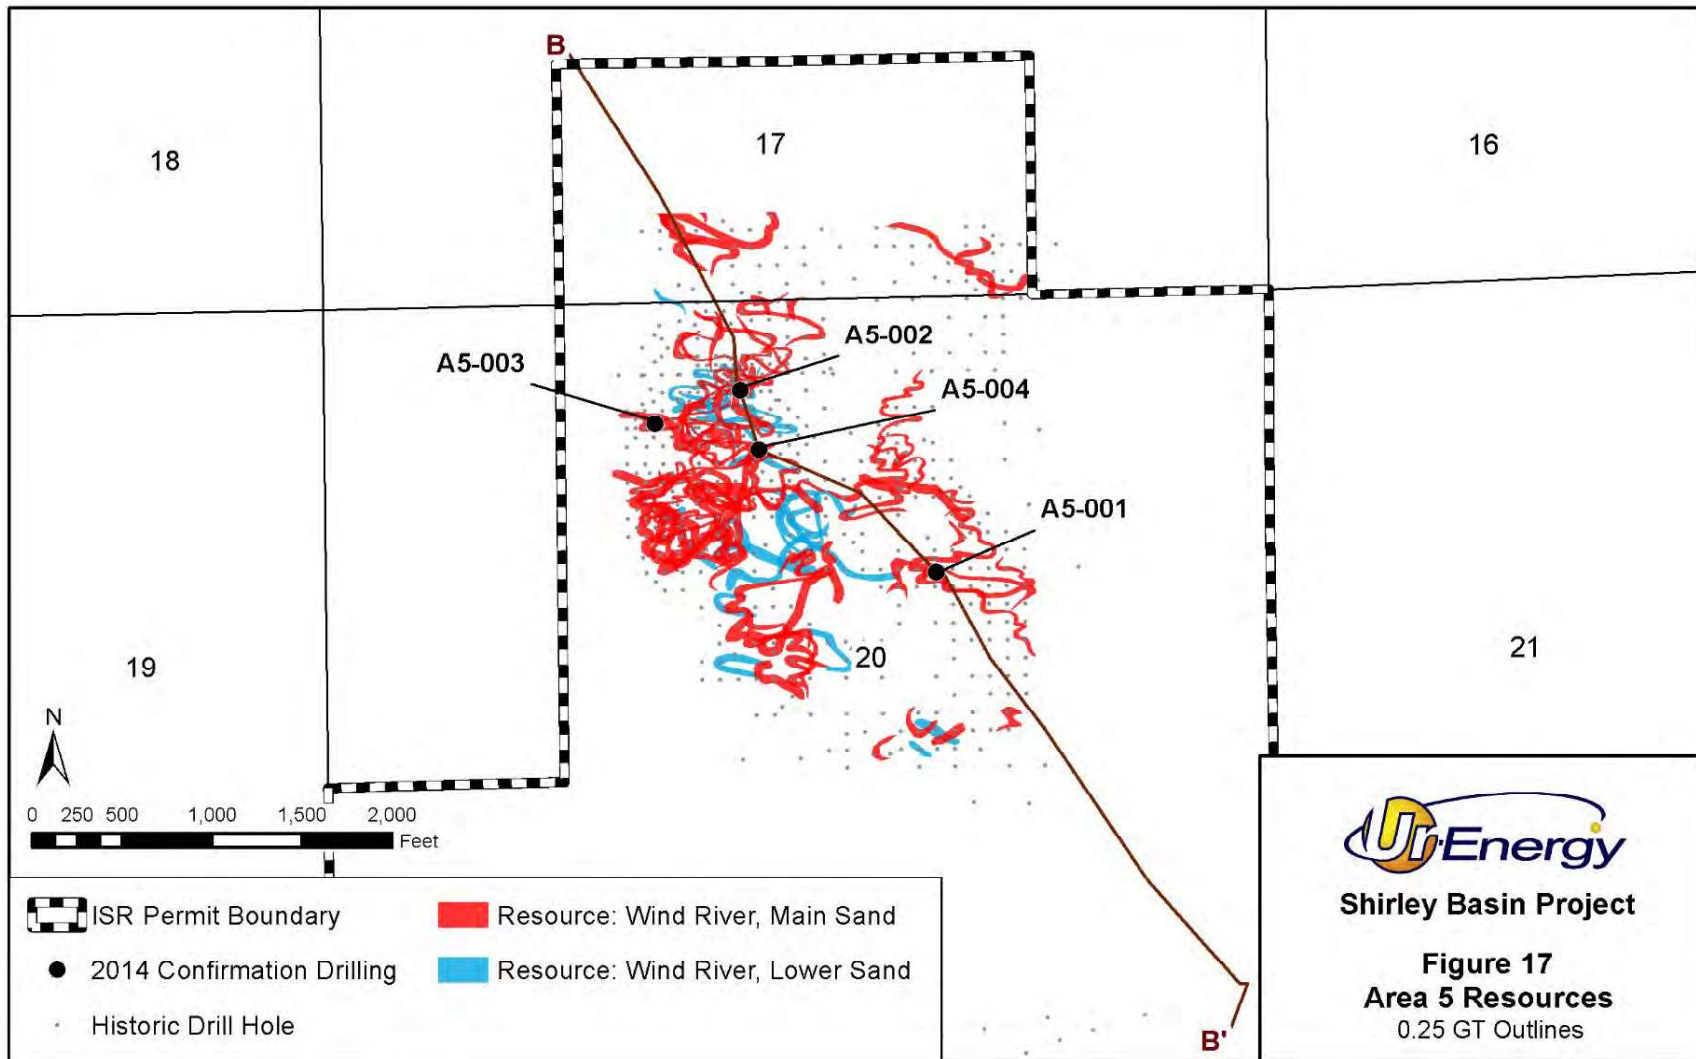 B
17
18
16
A5-002
A5-003
A5-004
A5-001
20
19
21
N
0 250 500 1,000 1,500 2,000
Feet
ISR Permit Boundary
Resource: Wind River, Main Sand
2014 Confirmation Drilling
Resource: Wind River, Lower Sand
Historic Drill Hole
B'
Ur-Energy
Shirley Basin Project
Figure 17
Area 5 Resources
0.25 GT Outlines